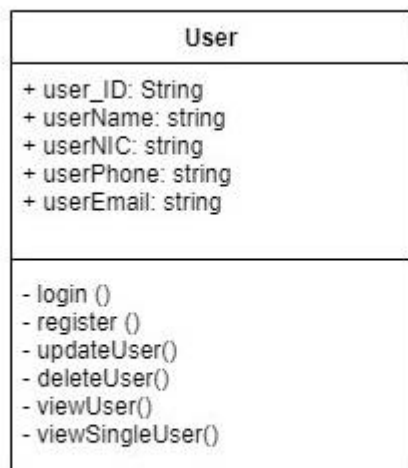 User
+ user_ID: String
+ userName: string
+ userNIC: string
+ userPhone: string
+ userEmail: string
- login ()
- register ()
- updateUser()
- deleteUser()
- viewUser()
- viewSingleUser()